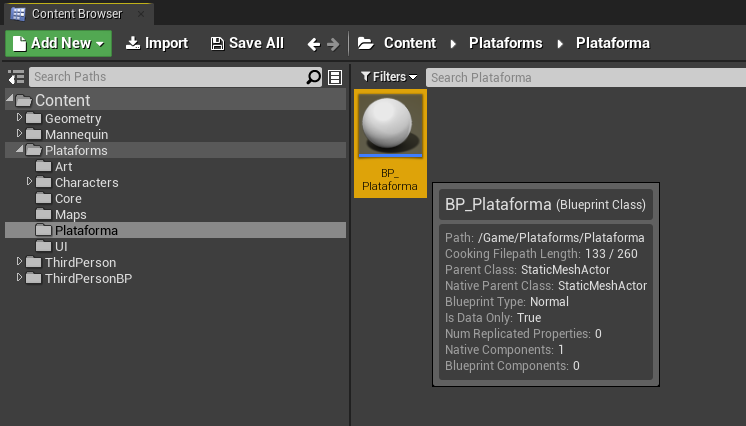 Content Browser
Add New
Import
Save All
Content
Plataforms
Plataforma
Search Paths
Content
Geometry
Mannequin
Plataforms
Art
Characters
Core
Maps
Plataforma
UI
ThirdPerson
ThirdPersonBP
Filters
Search Plataforma
BP_
Plataforma
BP_Plataforma (Blueprint Class)
Path: /Game/Plataforms/Plataforma
Cooking Filepath Length: 133 / 260
Parent Class: StaticMeshActor
Native Parent Class: StaticMeshActor
Blueprint Type: Normal
Is Data Only: True
Num Replicated Properties: 0
Native Components: 1
Blueprint Components: 0